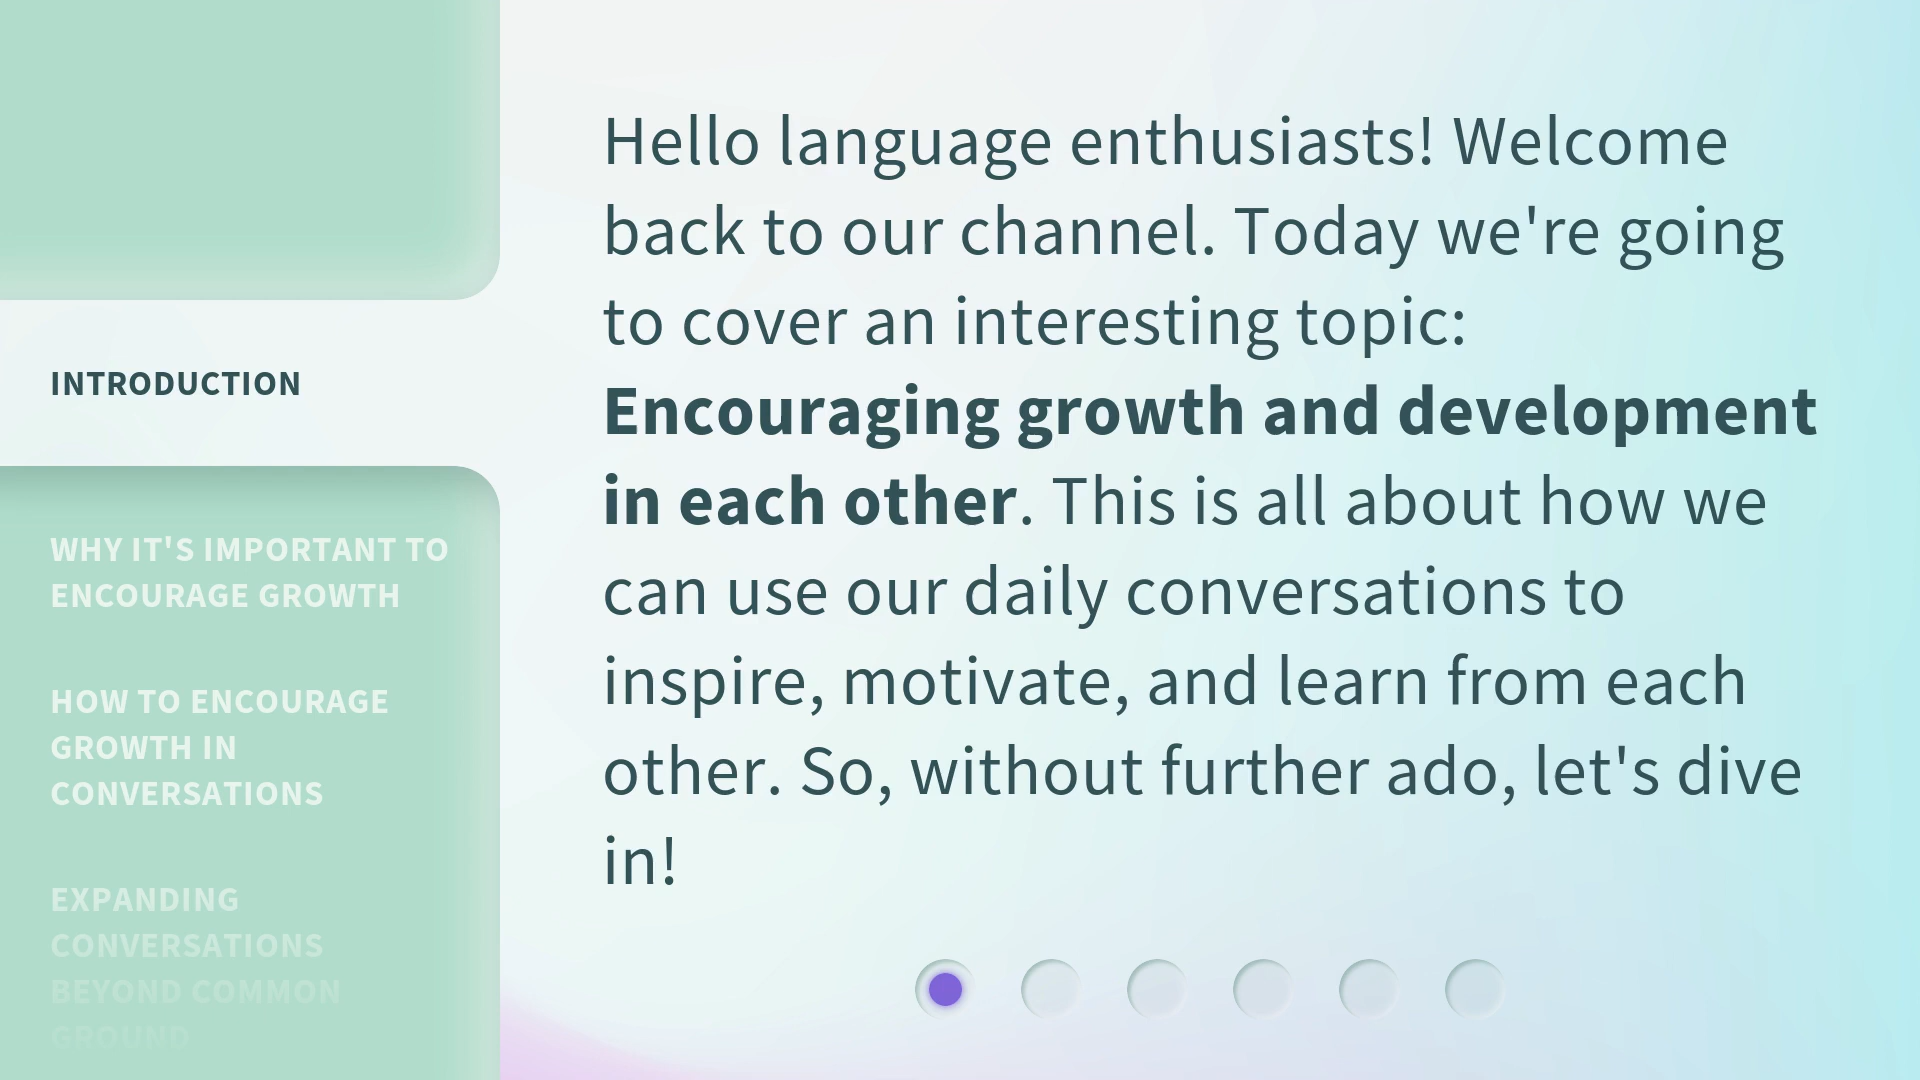 INTRODUCTION
WHY IT'S IMPORTANT TO
ENCOURAGE GROWTH
HOW TO ENCOURAGE
GROWTH IN
CONVERSATIONS
EXPANDING
CONVERSATIONS
BEYOND COMMON
GROUND
Hello language enthusiasts! Welcome
back to our channel. Today we're going
to cover an interesting topic:
Encouraging growth and development
in each other. This is all about how we
can use our daily conversations to
inspire, motivate, and learn from each
other. So, without further ado, let's dive
in!